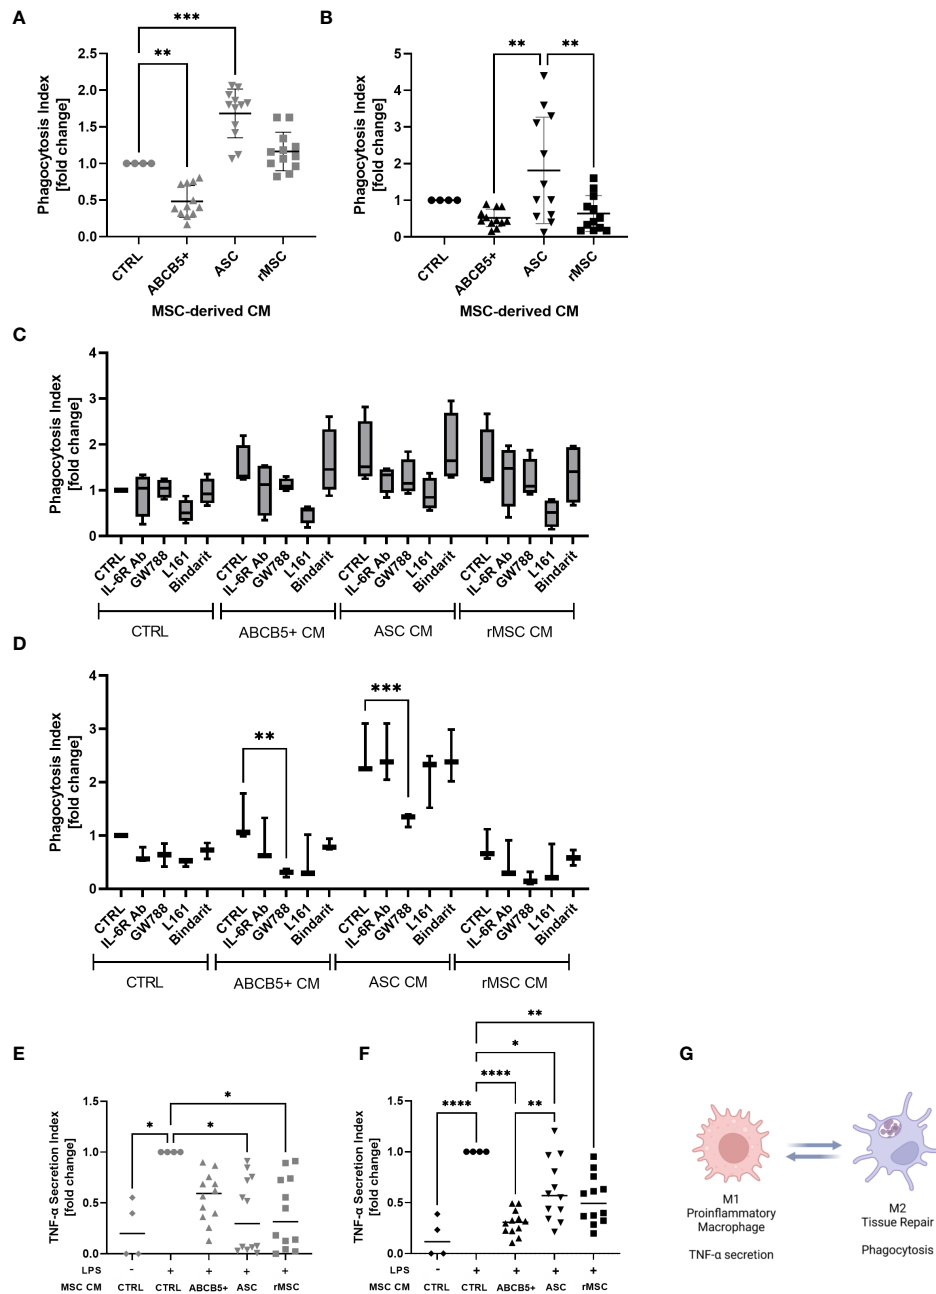 A
***
**
Phagocytosis Index
[fold change]
2.5
2.0
1.5
1.0
0.5
0.0
CTRL
ABCB5+
ASC
rMSC
MSC-derived CM
B
**
**
Phagocytosis Index
[fold change]
5
4
3
2
1
0
CTRL
ABCB5+
ASC
rMSC
MSC-derived CM
C
Phagocytosis Index
[fold change]
4
3
2
1
0
CTRL
IL-6R Ab
GW788
L161
Bindarit
CTRL
IL-6R Ab
GW788
L161
Bindarit
CTRL
IL-6R Ab
GW788
L161
Bindarit
CTRL
IL-6R Ab
GW788
L161
Bindarit
CTRL
ABCB5+ CM
ASC CM
rMSC CM
D
**
***
Phagocytosis Index
[fold change]
4
3
2
1
0
CTRL
IL-6R Ab
GW788
L161
Bindarit
CTRL
IL-6R Ab
GW788
L161
Bindarit
CTRL
IL-6R Ab
GW788
L161
Bindarit
CTRL
IL-6R Ab
GW788
L161
Bindarit
CTRL
ABCB5+ CM
ASC CM
rMSC CM
E
*
*
*
TNF-α Secretion Index
[fold change]
1.5
1.0
0.5
0.0
LPS - + + + +
MSC CM CTRL CTRL ABCB5+ ASC rMSC
F
**
*
****
****
**
TNF-α Secretion Index
[fold change]
1.5
1.0
0.5
0.0
LPS - + + + +
MSC CM CTRL CTRL ABCB5+ ASC rMSC
G
M1
Proinflammatory
Macrophage
TNF-α secretion
M2
Tissue Repair
Phagocytosis